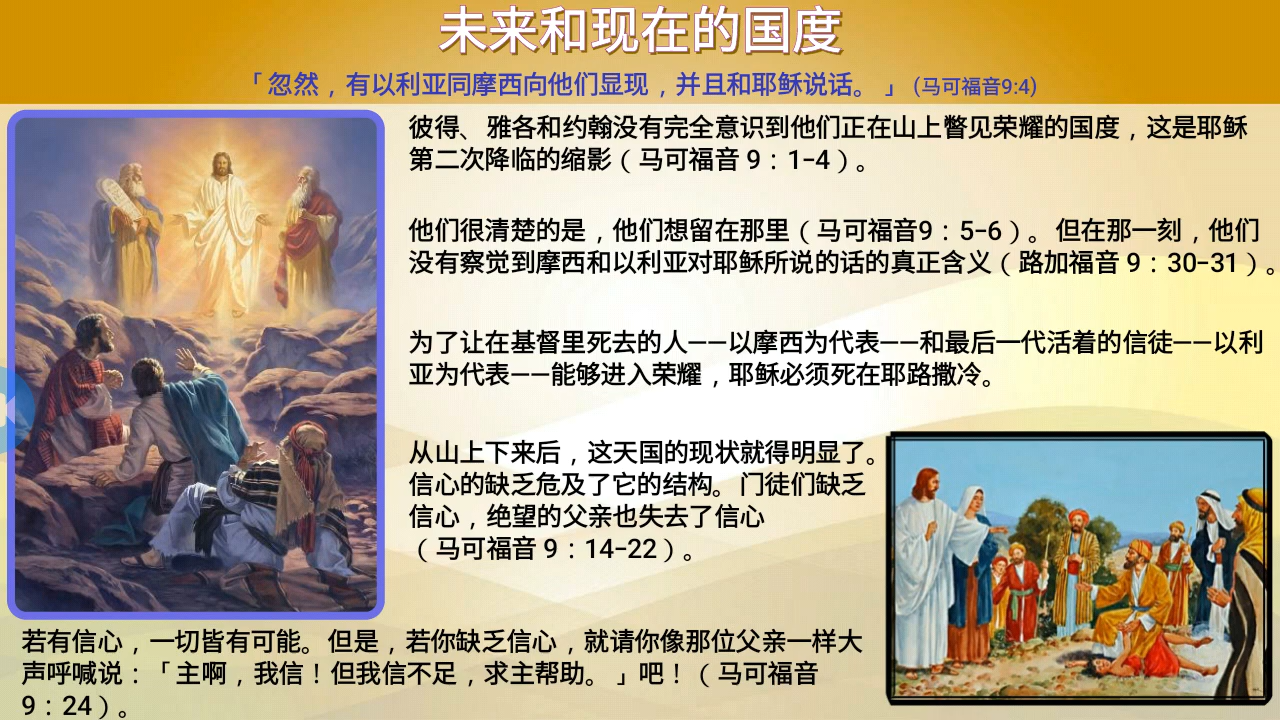 未来和现在的国度
「忽然，有以利亚同摩西向他们显现，并且和耶稣说话。」（马可福音9:4)
彼得、雅各和约翰没有完全意识到他们正在山上瞥见荣耀的国度，这是耶稣
第二次降临的缩影（马可福音 9：1-4）。
他们很清楚的是，他们想留在那里（马可福音9：5-6）。但在那一刻，他们
没有察觉到摩西和以利亚对耶稣所说的话的真正含义（路加福音 9：30-31）。
为了让在基督里死去的人——以摩西为代表——和最后一代活着的信徒——以利
亚为代表——能够进入荣耀，耶稣必须死在耶路撒冷。
从山上下来后，这天国的现状就得明显了。
信心的缺乏危及了它的结构。门徒们缺乏
信心，绝望的父亲也失去了信心
（马可福音 9：14-22）。
若有信心，一切皆有可能。但是，若你缺乏信心，就请你像那位父亲一样大
声呼喊说：「主啊，我信！但我信不足，求主帮助。」吧！（马可福音
9：24）。